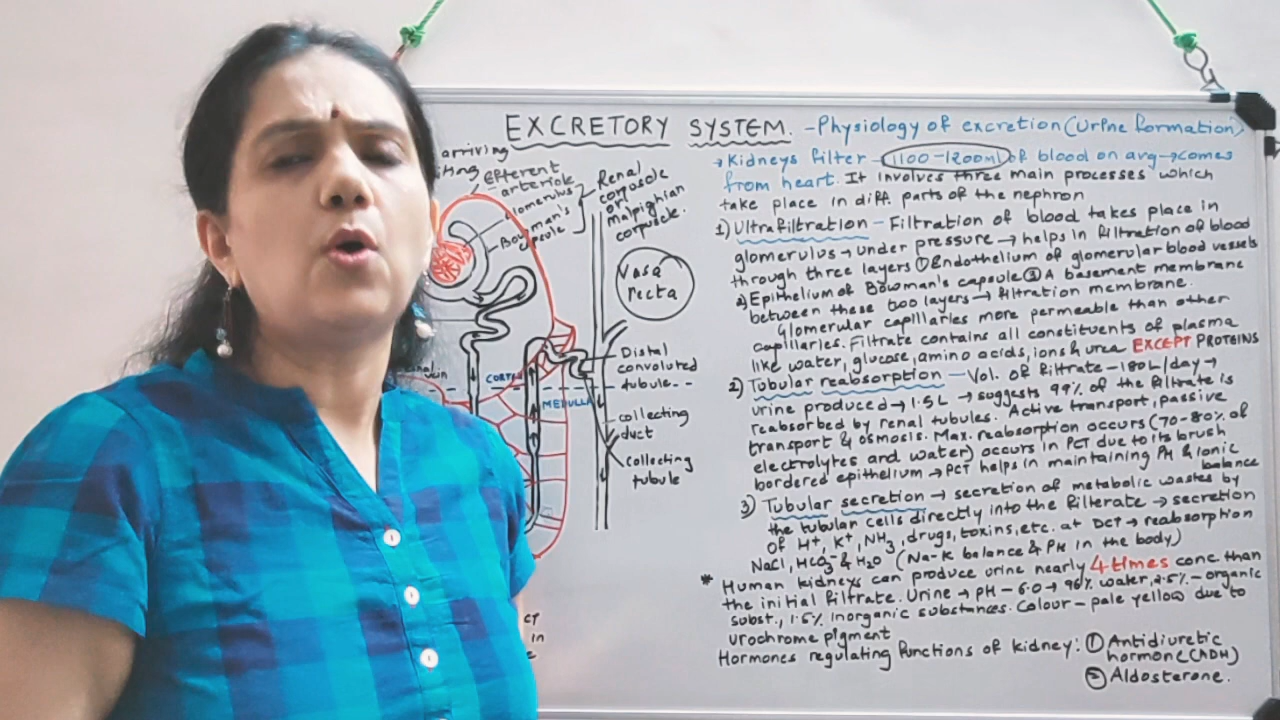 EXCRETORY SYSTEM. - Physiology of excretion (Urine formation)
arriving
Efferent
arteriole
Glomerulus
Bowman's
capsule
Renal
corpuscle
or
malpighian
corpuscle.
Vasa
recta
CORTEX
MEDULLA
Distal
convoluted
tubule
collecting
duct
collecting
tubule
→ Kidneys filter - 1100-1200ml of blood on avg → comes
from heart. It involves three main processes which
take place in diff. parts of the nephron
1) Ultrafiltration - Filtration of blood takes place in
glomerulus → under pressure → helps in filtration of blood
through three layers ① Endothelium of glomerular blood vessels
2) Epithelium of Bowman's capsule ③ A basement membrane
between these two layers → filtration membrane.
Glomerular capillaries more permeable than other
capillaries. Filtrate contains all constituents of plasma
like water, glucose, amino acids, ions & urea EXCEPT PROTEINS
2) Tubular reabsorption - Vol. of filtrate - 180L/day →
urine produced → 1.5L → suggests 99% of the filtrate is
reabsorbed by renal tubules. Active transport, passive
transport & osmosis. Max. reabsorption occurs (70-80% of
electrolytes and water) occurs in PCT due to its brush
bordered epithelium → PCT helps in maintaining PH & ionic
balance
3) Tubular secretion → secretion of metabolic wastes by
the tubular cells directly into the filterate → secretion
of H+, K+, NH3, drugs, toxins, etc. at DCT → reabsorption
NaCl, HCO3- & H2O (Na-K balance & PH in the body)
* Human kidneys can produce urine nearly 4 times conc than
the initial filtrate. Urine → PH - 6.0 → 96% water, 2.5% - organic
subst., 1.5% inorganic substances. Colour - pale yellow due to
urochrome pigment
Hormones regulating functions of kidney: ① Antidiuretic
hormone (ADH)
② Aldosterone.